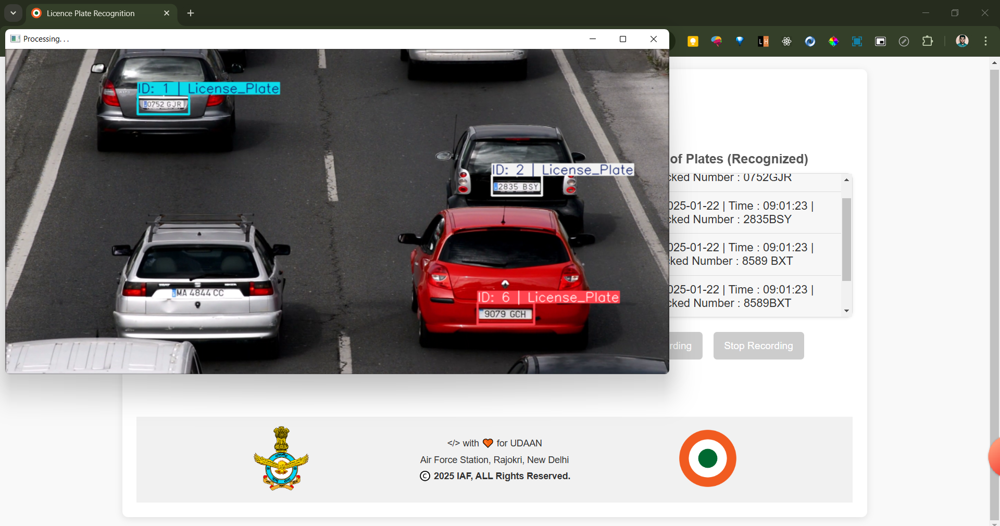 Licence Plate Recognition
Processing...
ID: 1 | License_Plate
0752 GJR
ID: 2 | License_Plate
2835 BSY
MA 4844 CC
ID: 6 | License_Plate
9079 GCH
LH
of Plates (Recognized)
cked Number : 0752GJR
025-01-22 | Time : 09:01:23 |
cked Number : 2835BSY
025-01-22 | Time : 09:01:23 |
cked Number : 8589 BXT
025-01-22 | Time : 09:01:23 |
cked Number : 8589BXT
rding
Stop Recording
</> with 🧡 for UDAAN
Air Force Station, Rajokri, New Delhi
© 2025 IAF, ALL Rights Reserved.